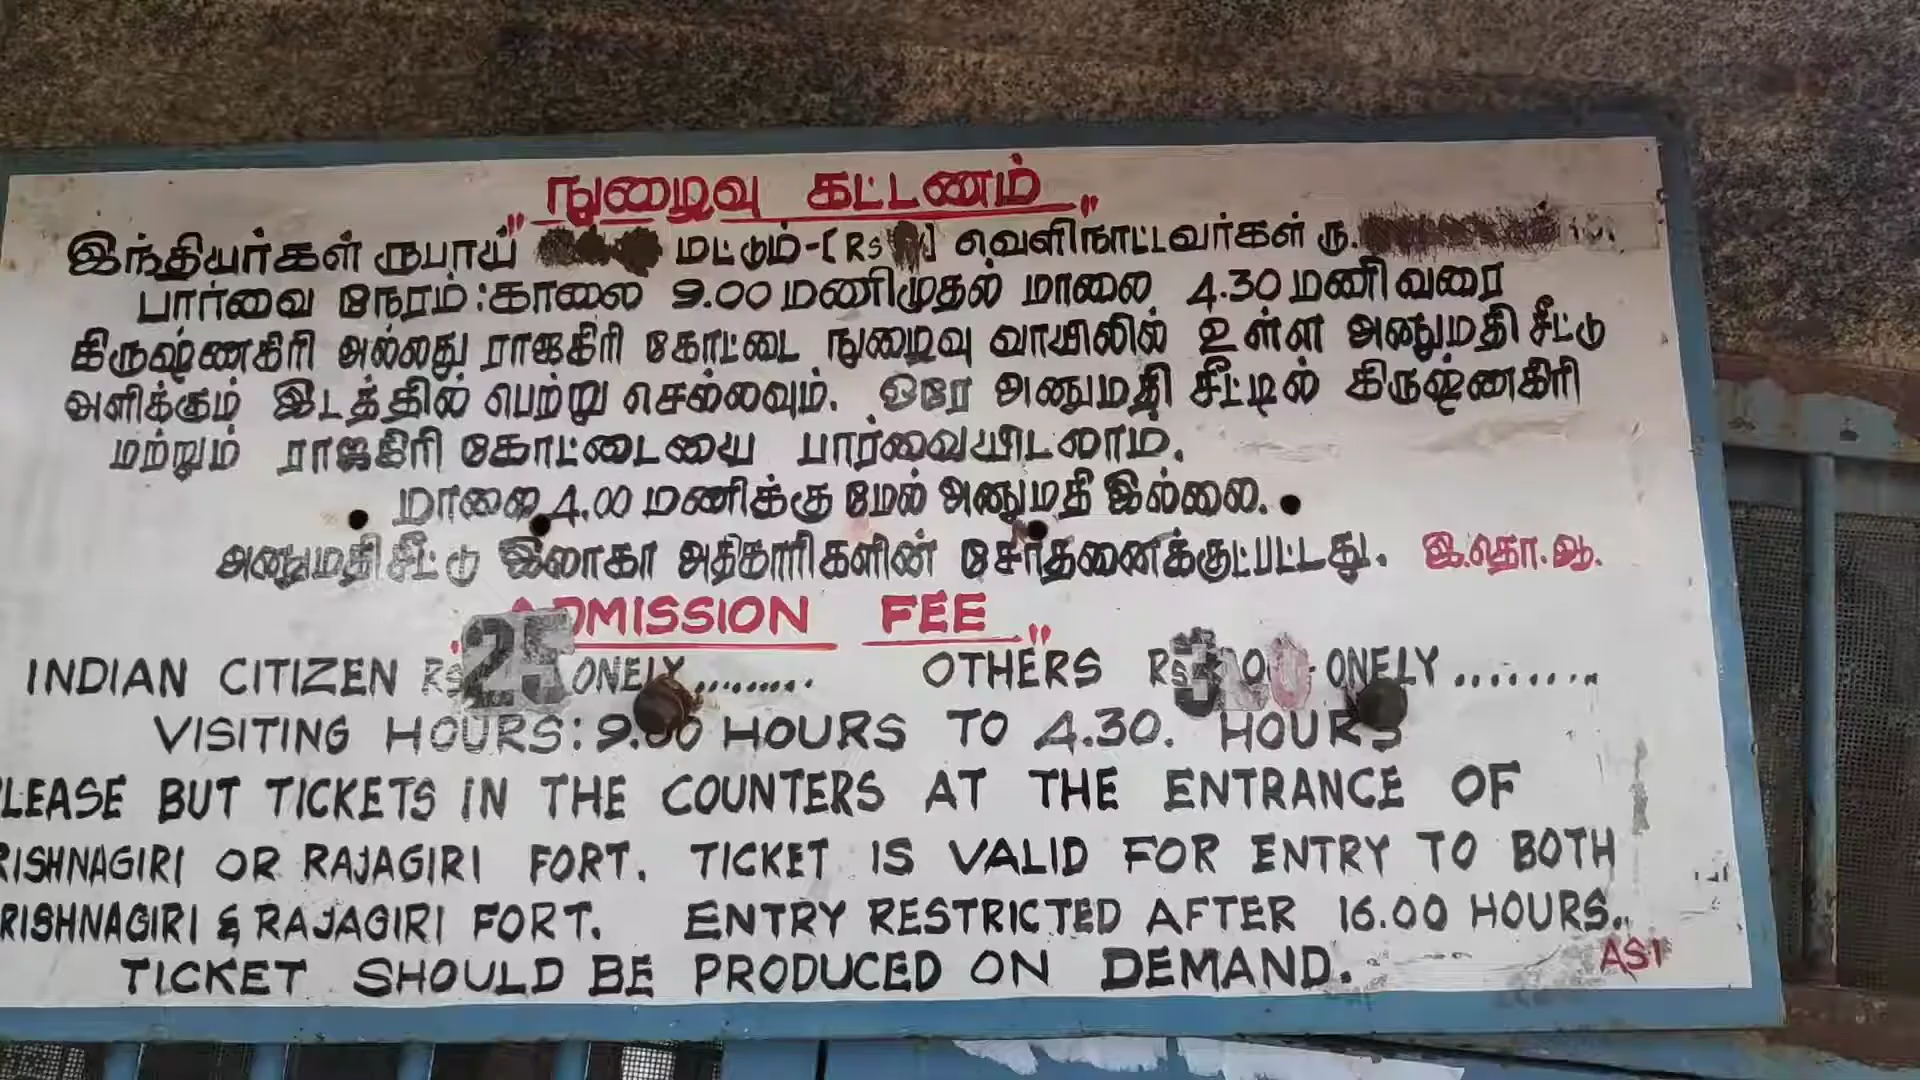 " நுழைவு கட்டணம் "
இந்தியர்கள் ரூபாய் மட்டும்-[Rs ] வெளிநாட்டவர்கள் ரூ.
பார்வை நேரம்:காலை 9.00 மணிமுதல் மாலை 4.30 மணி வரை
கிருஷ்ணகிரி அல்லது ராஜகிரி கோட்டை நுழைவு வாயிலில் உள்ள அனுமதி சீட்டு
அளிக்கும் இடத்தில் பெற்று செல்லவும். ஒரே அனுமதி சீட்டில் கிருஷ்ணகிரி
மற்றும் ராஜகிரி கோட்டையை பார்வையிடலாம்.
மாலை 4.00 மணிக்கு மேல் அனுமதி இல்லை.
அனுமதி சீட்டு இலாகா அதிகாரிகளின் சோதனைக்குட்பட்டது. இ.தொ.ஆ.
"ADMISSION FEE"
INDIAN CITIZEN Rs 25 ONELY........ OTHERS Rs 300 ONELY........
VISITING HOURS: 9.00 HOURS TO 4.30. HOURS
PLEASE BUT TICKETS IN THE COUNTERS AT THE ENTRANCE OF
RISHNAGIRI OR RAJAGIRI FORT. TICKET IS VALID FOR ENTRY TO BOTH
RISHNAGIRI & RAJAGIRI FORT. ENTRY RESTRICTED AFTER 16.00 HOURS..
TICKET SHOULD BE PRODUCED ON DEMAND. ASI